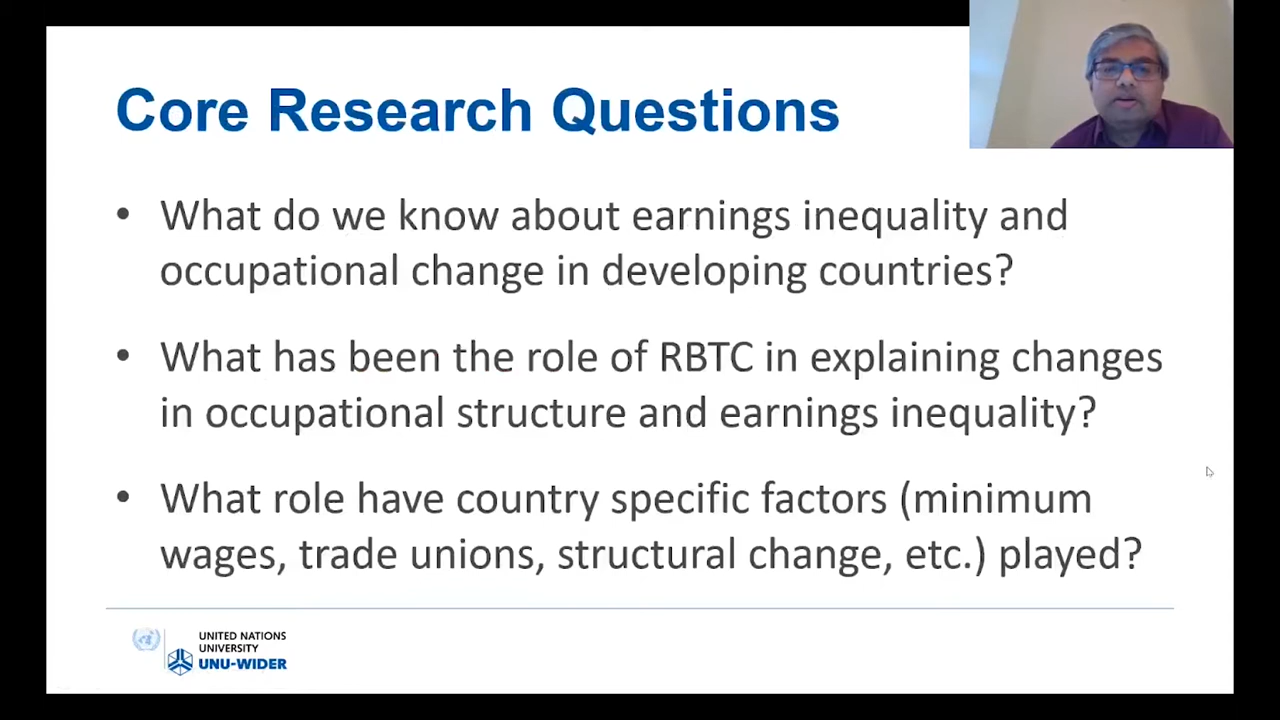 Core Research Questions
• What do we know about earnings inequality and
occupational change in developing countries?
• What has been the role of RBTC in explaining changes
in occupational structure and earnings inequality?
• What role have country specific factors (minimum
wages, trade unions, structural change, etc.) played?
UNITED NATIONS
UNIVERSITY
UNU-WIDER